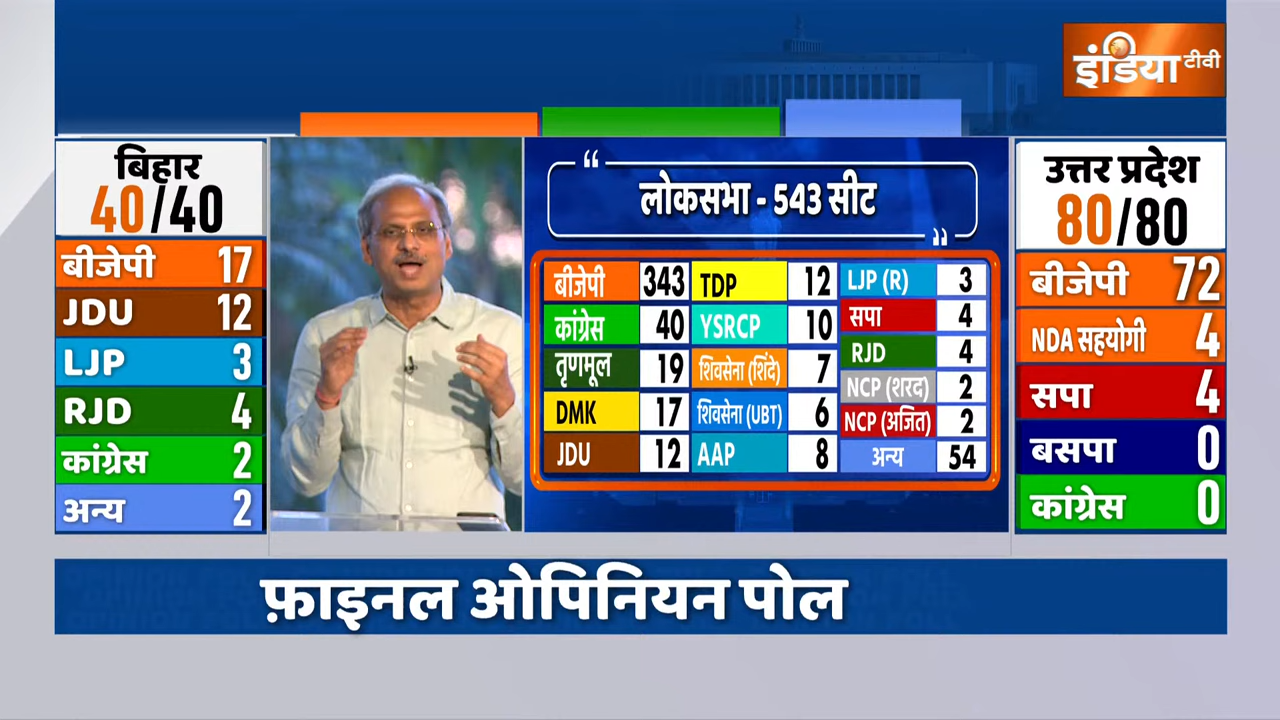 इंडिया टीवी
बिहार
40/40
बीजेपी 17
JDU 12
LJP 3
RJD 4
कांग्रेस 2
अन्य 2
“
लोकसभा - 543 सीट
”
बीजेपी 343 TDP 12 LJP (R) 3
कांग्रेस 40 YSRCP 10 सपा 4
तृणमूल 19 शिवसेना (शिंदे) 7 RJD 4
DMK 17 शिवसेना (UBT) 6 NCP (शरद) 2
JDU 12 AAP 8 NCP (अजित) 2
अन्य 54
उत्तर प्रदेश
80/80
बीजेपी 72
NDA सहयोगी 4
सपा 4
बसपा 0
कांग्रेस 0
फ़ाइनल ओपिनियन पोल